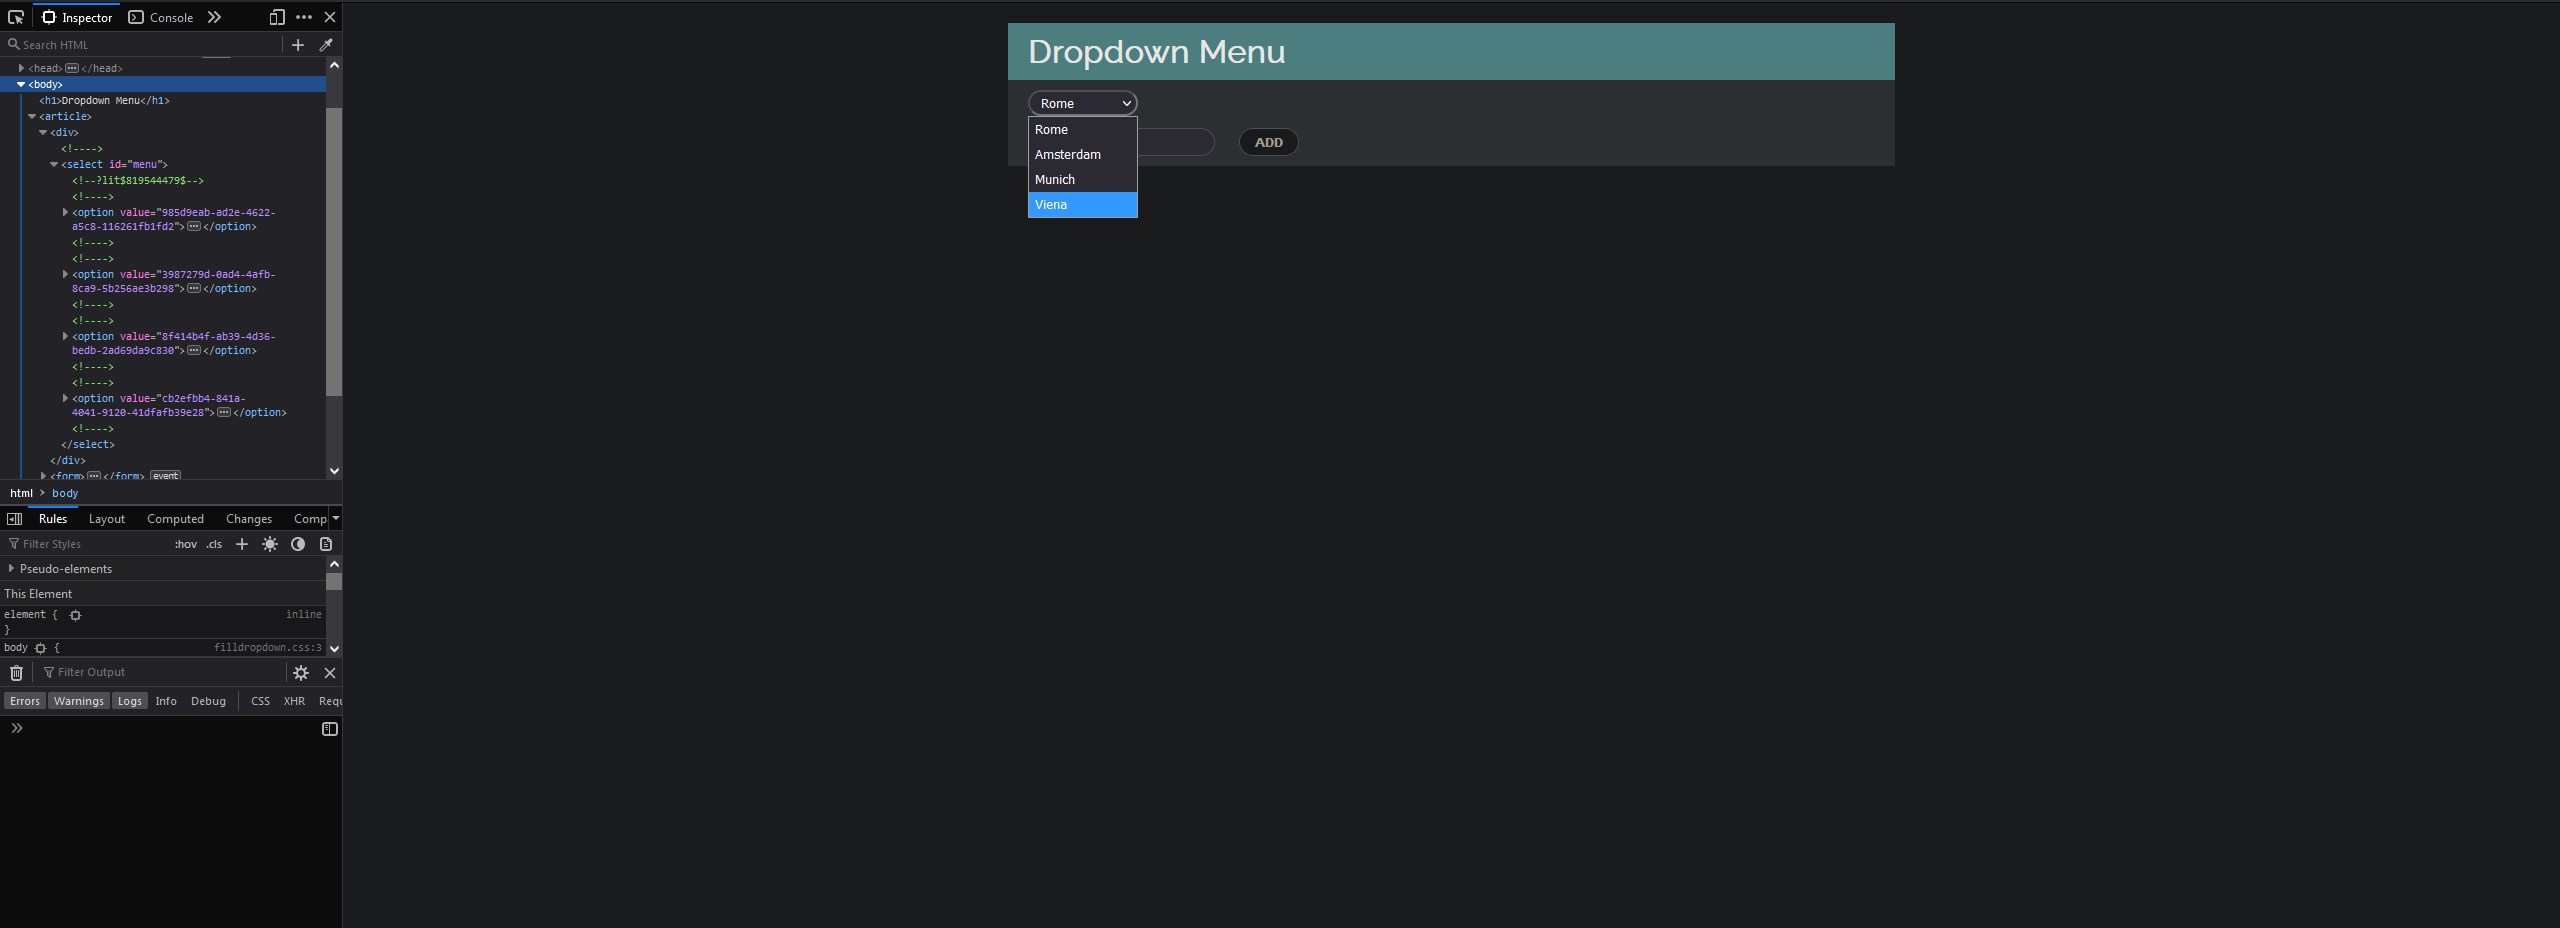 Inspector Console
Search HTML
<head> </head>
<body>
<h1>Dropdown Menu</h1>
<article>
<div>
<!---->
<select id="menu">
<!--?lit$819544479$-->
<!---->
<option value="985d9eab-ad2e-4622-
a5c8-116261fb1fd2"> </option>
<!---->
<!---->
<option value="3987279d-0ad4-4afb-
8ca9-5b256ae3b298"> </option>
<!---->
<!---->
<option value="8f414b4f-ab39-4d36-
bedb-2ad69da9c830"> </option>
<!---->
<!---->
<option value="cb2efbb4-841a-
4041-9120-41dfafb39e28"> </option>
<!---->
</select>
</div>
<form> </form> event
html > body
Rules Layout Computed Changes Comp
Filter Styles :hov .cls
Pseudo-elements
This Element
element { inline
}
body { filldropdown.css:3
Filter Output
Errors Warnings Logs Info Debug CSS XHR Requ
Dropdown Menu
Rome
Rome
Amsterdam
Munich
Viena
ADD